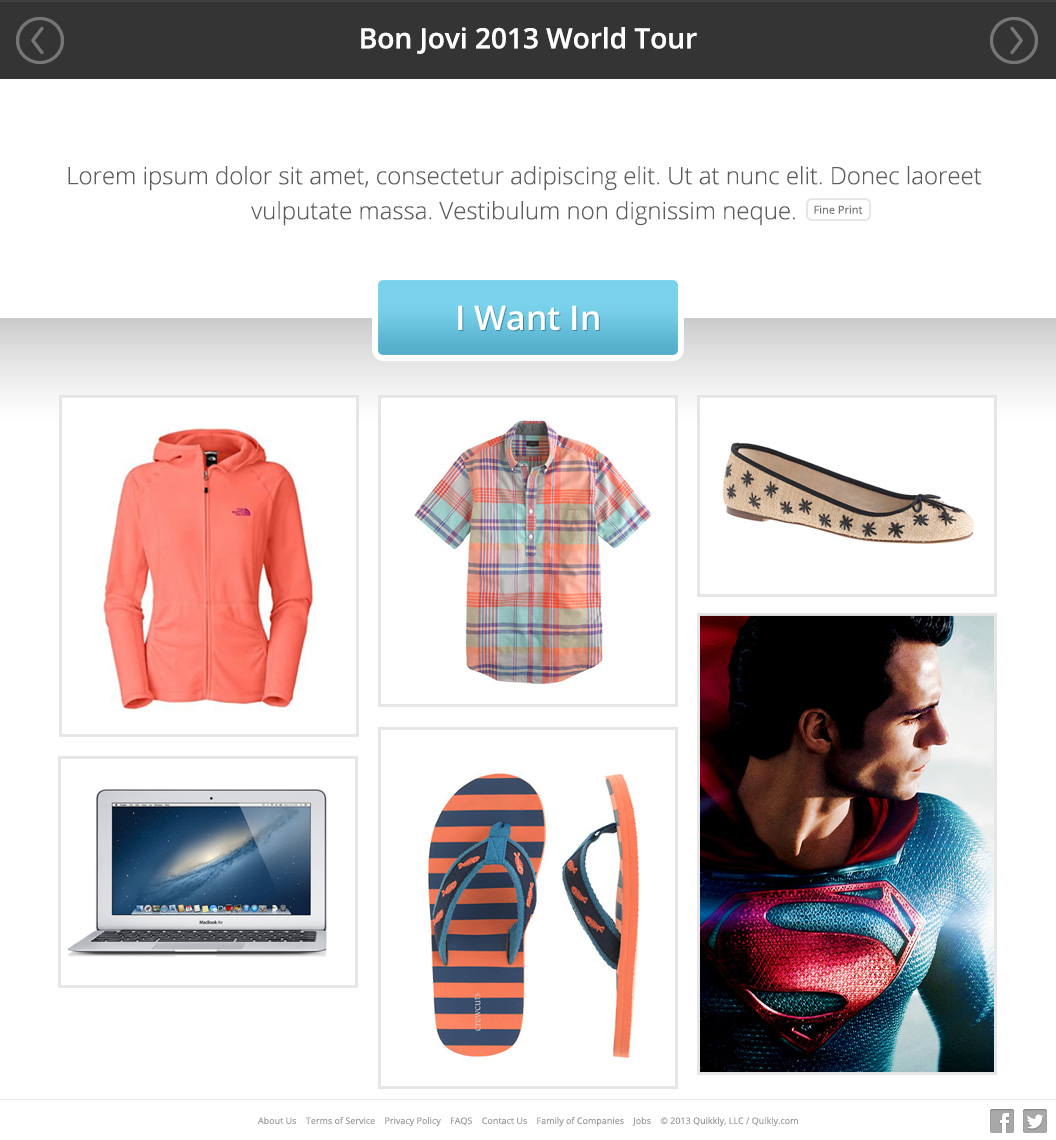 Bon Jovi 2013 World Tour
Lorem ipsum dolor sit amet, consectetur adipiscing elit. Ut at nunc elit. Donec laoreet
vulputate massa. Vestibulum non dignissim neque. Fine Print
I Want In
MacBook Air
crewcuts
About Us Terms of Service Privacy Policy FAQS Contact Us Family of Companies Jobs © 2013 Quikkly, LLC / Quikly.com